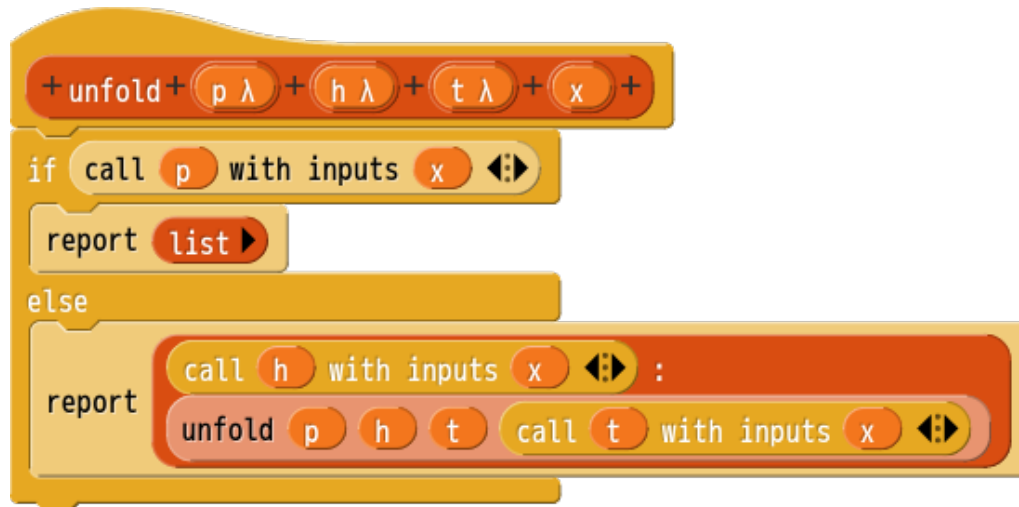 + unfold + p λ + h λ + t λ + x +
if call p with inputs x
report list
else
call h with inputs x :
report
unfold p h t call t with inputs x